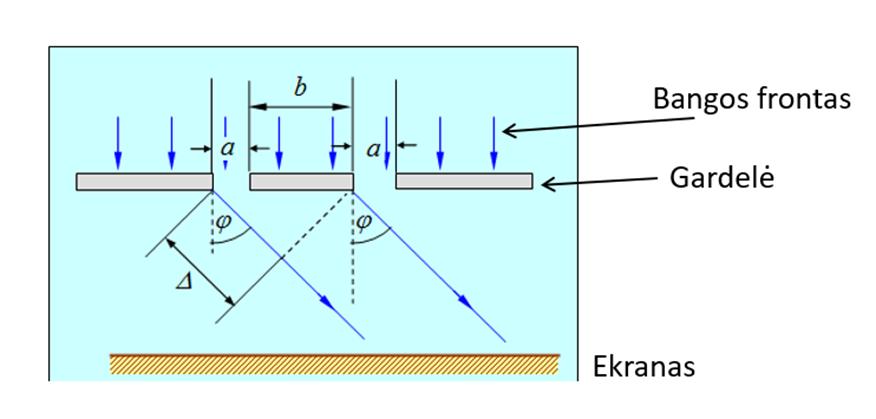 b
Bangos frontas
a
a
Gardelė
φ
φ
Δ
Ekranas